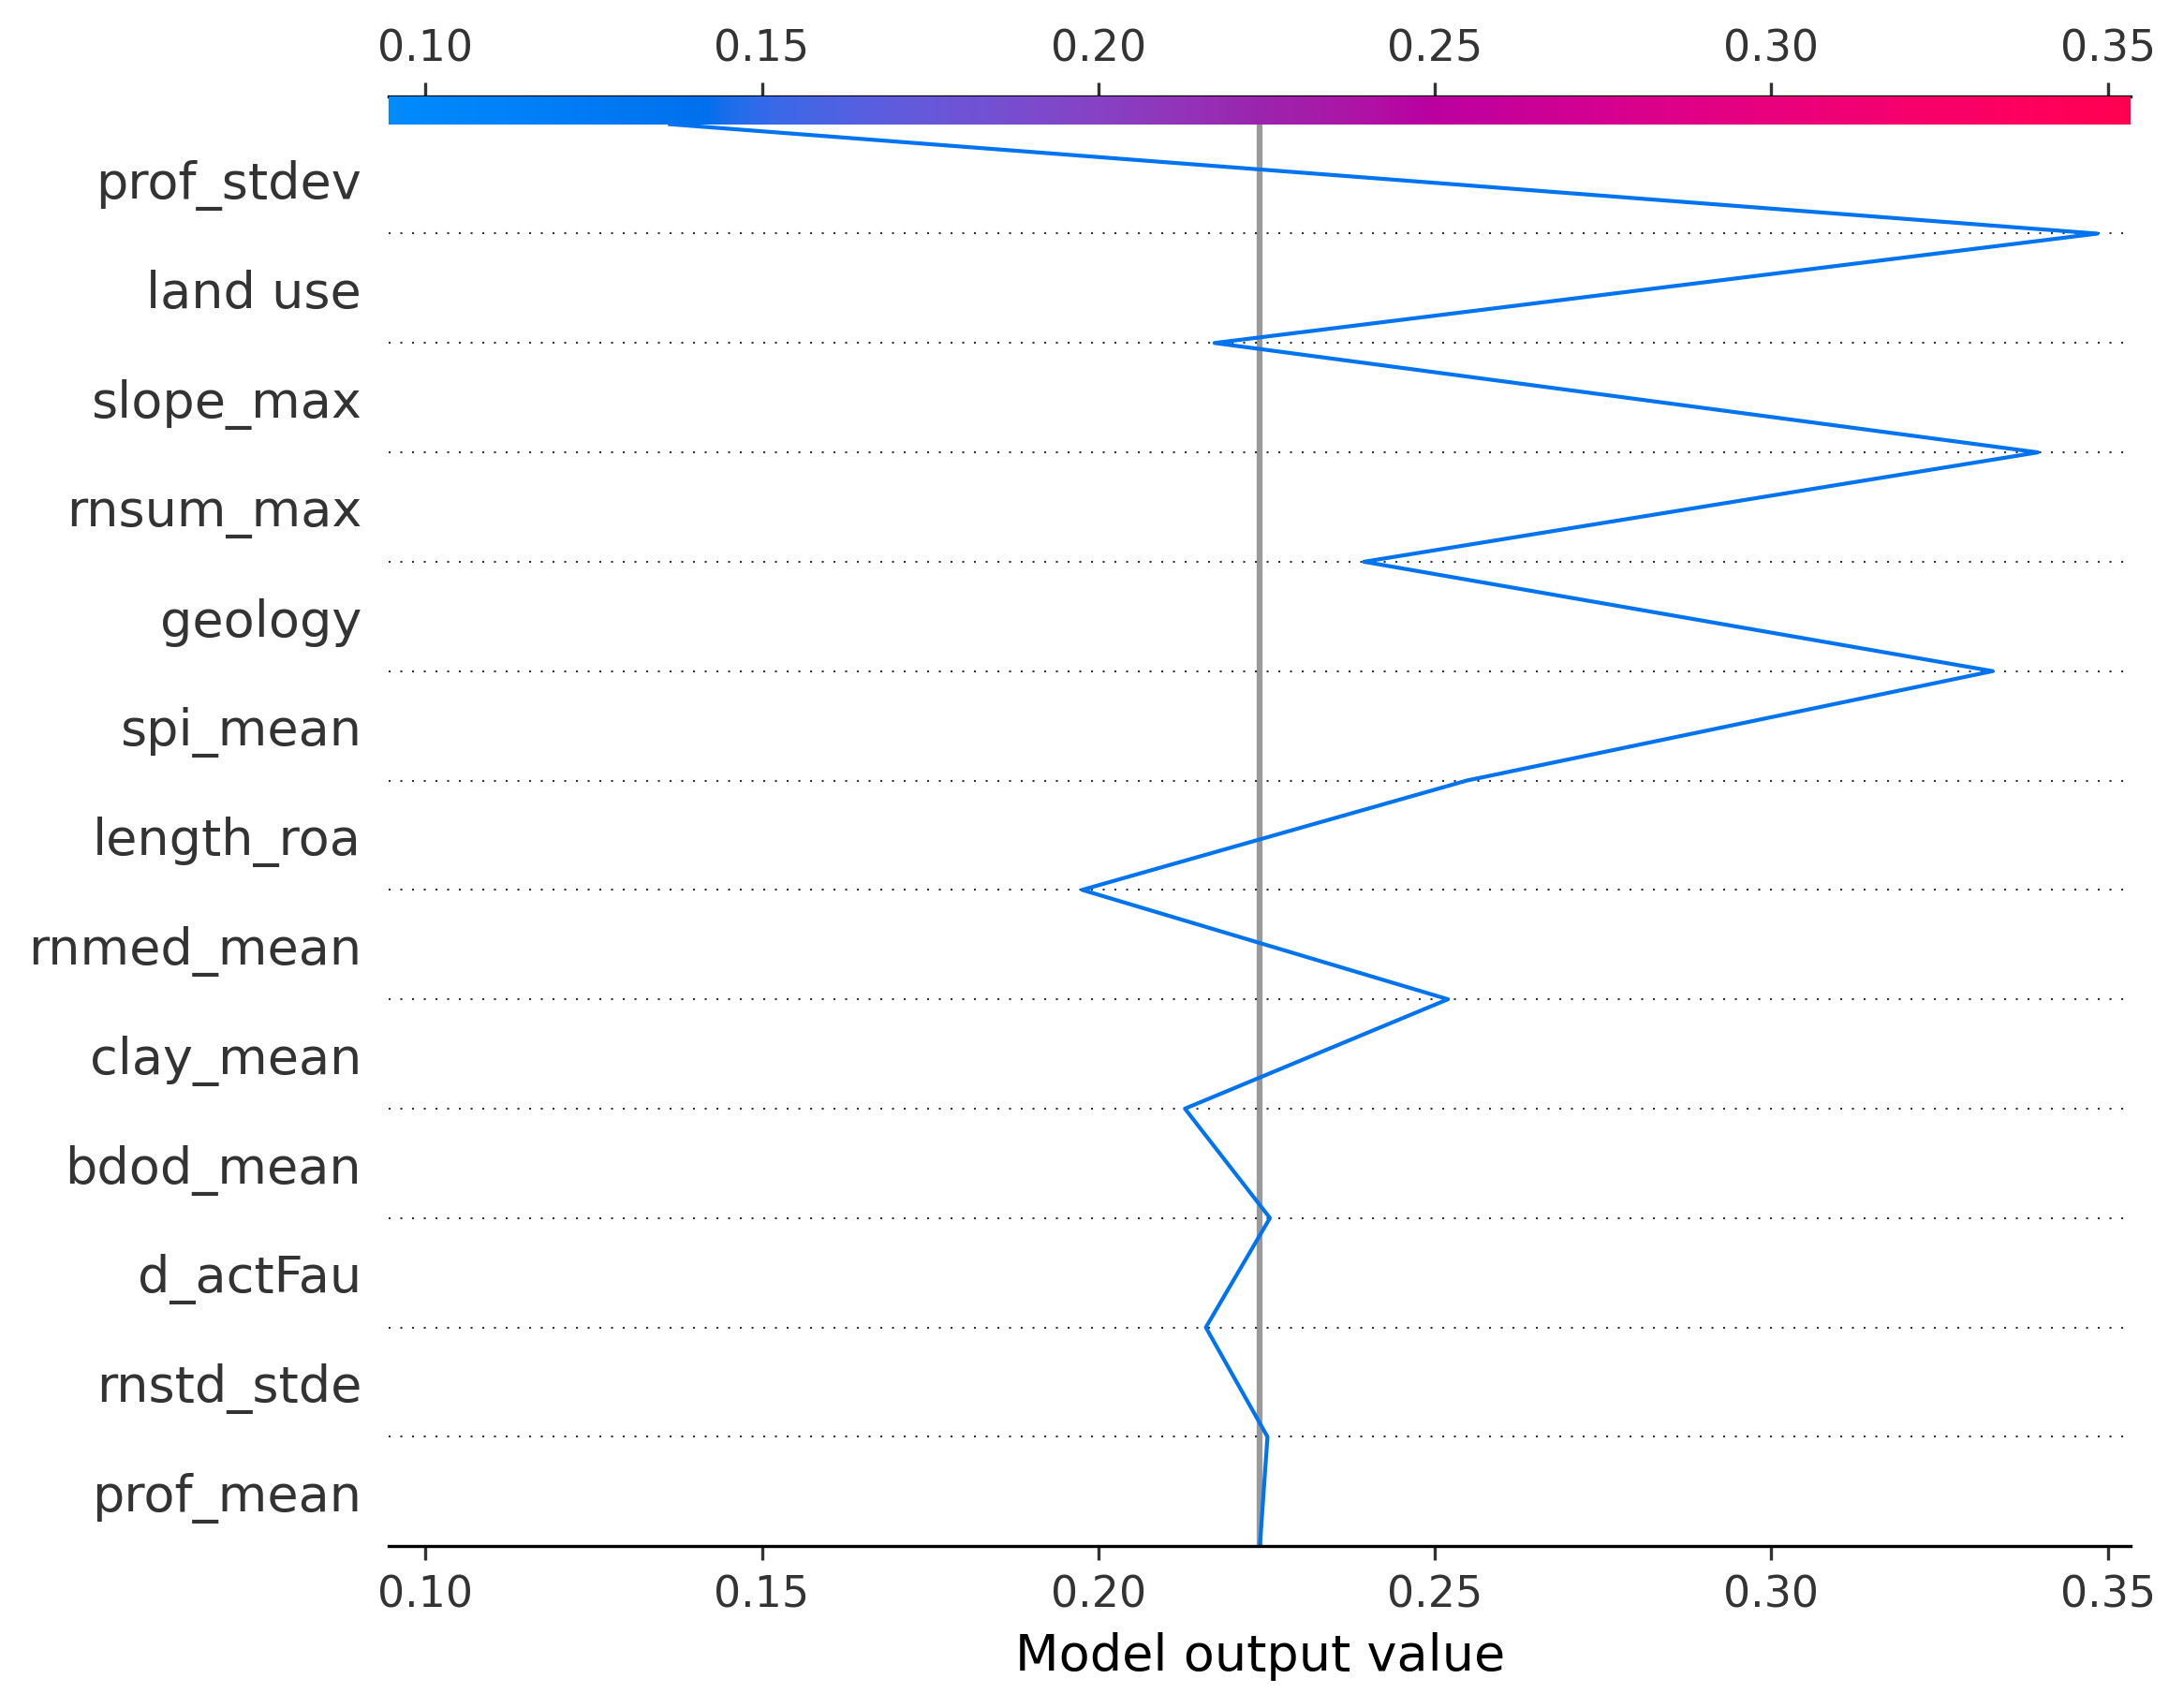 0.10 0.15 0.20 0.25 0.30 0.35
prof_stdev
land use
slope_max
rnsum_max
geology
spi_mean
length_roa
rnmed_mean
clay_mean
bdod_mean
d_actFau
rnstd_stde
prof_mean
0.10 0.15 0.20 0.25 0.30 0.35
Model output value